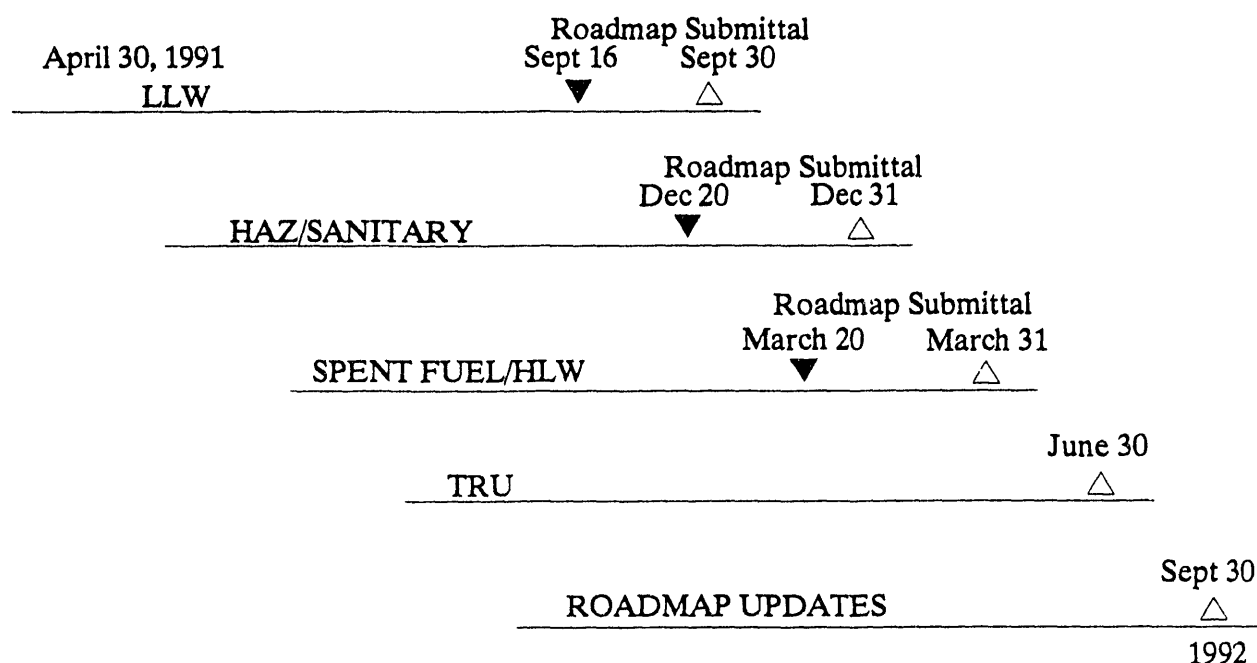 Roadmap Submittal
April 30, 1991 Sept 16 Sept 30
LLW
Roadmap Submittal
Dec 20 Dec 31
HAZ/SANITARY
Roadmap Submittal
March 20 March 31
SPENT FUEL/HLW
June 30
TRU
Sept 30
ROADMAP UPDATES
1992